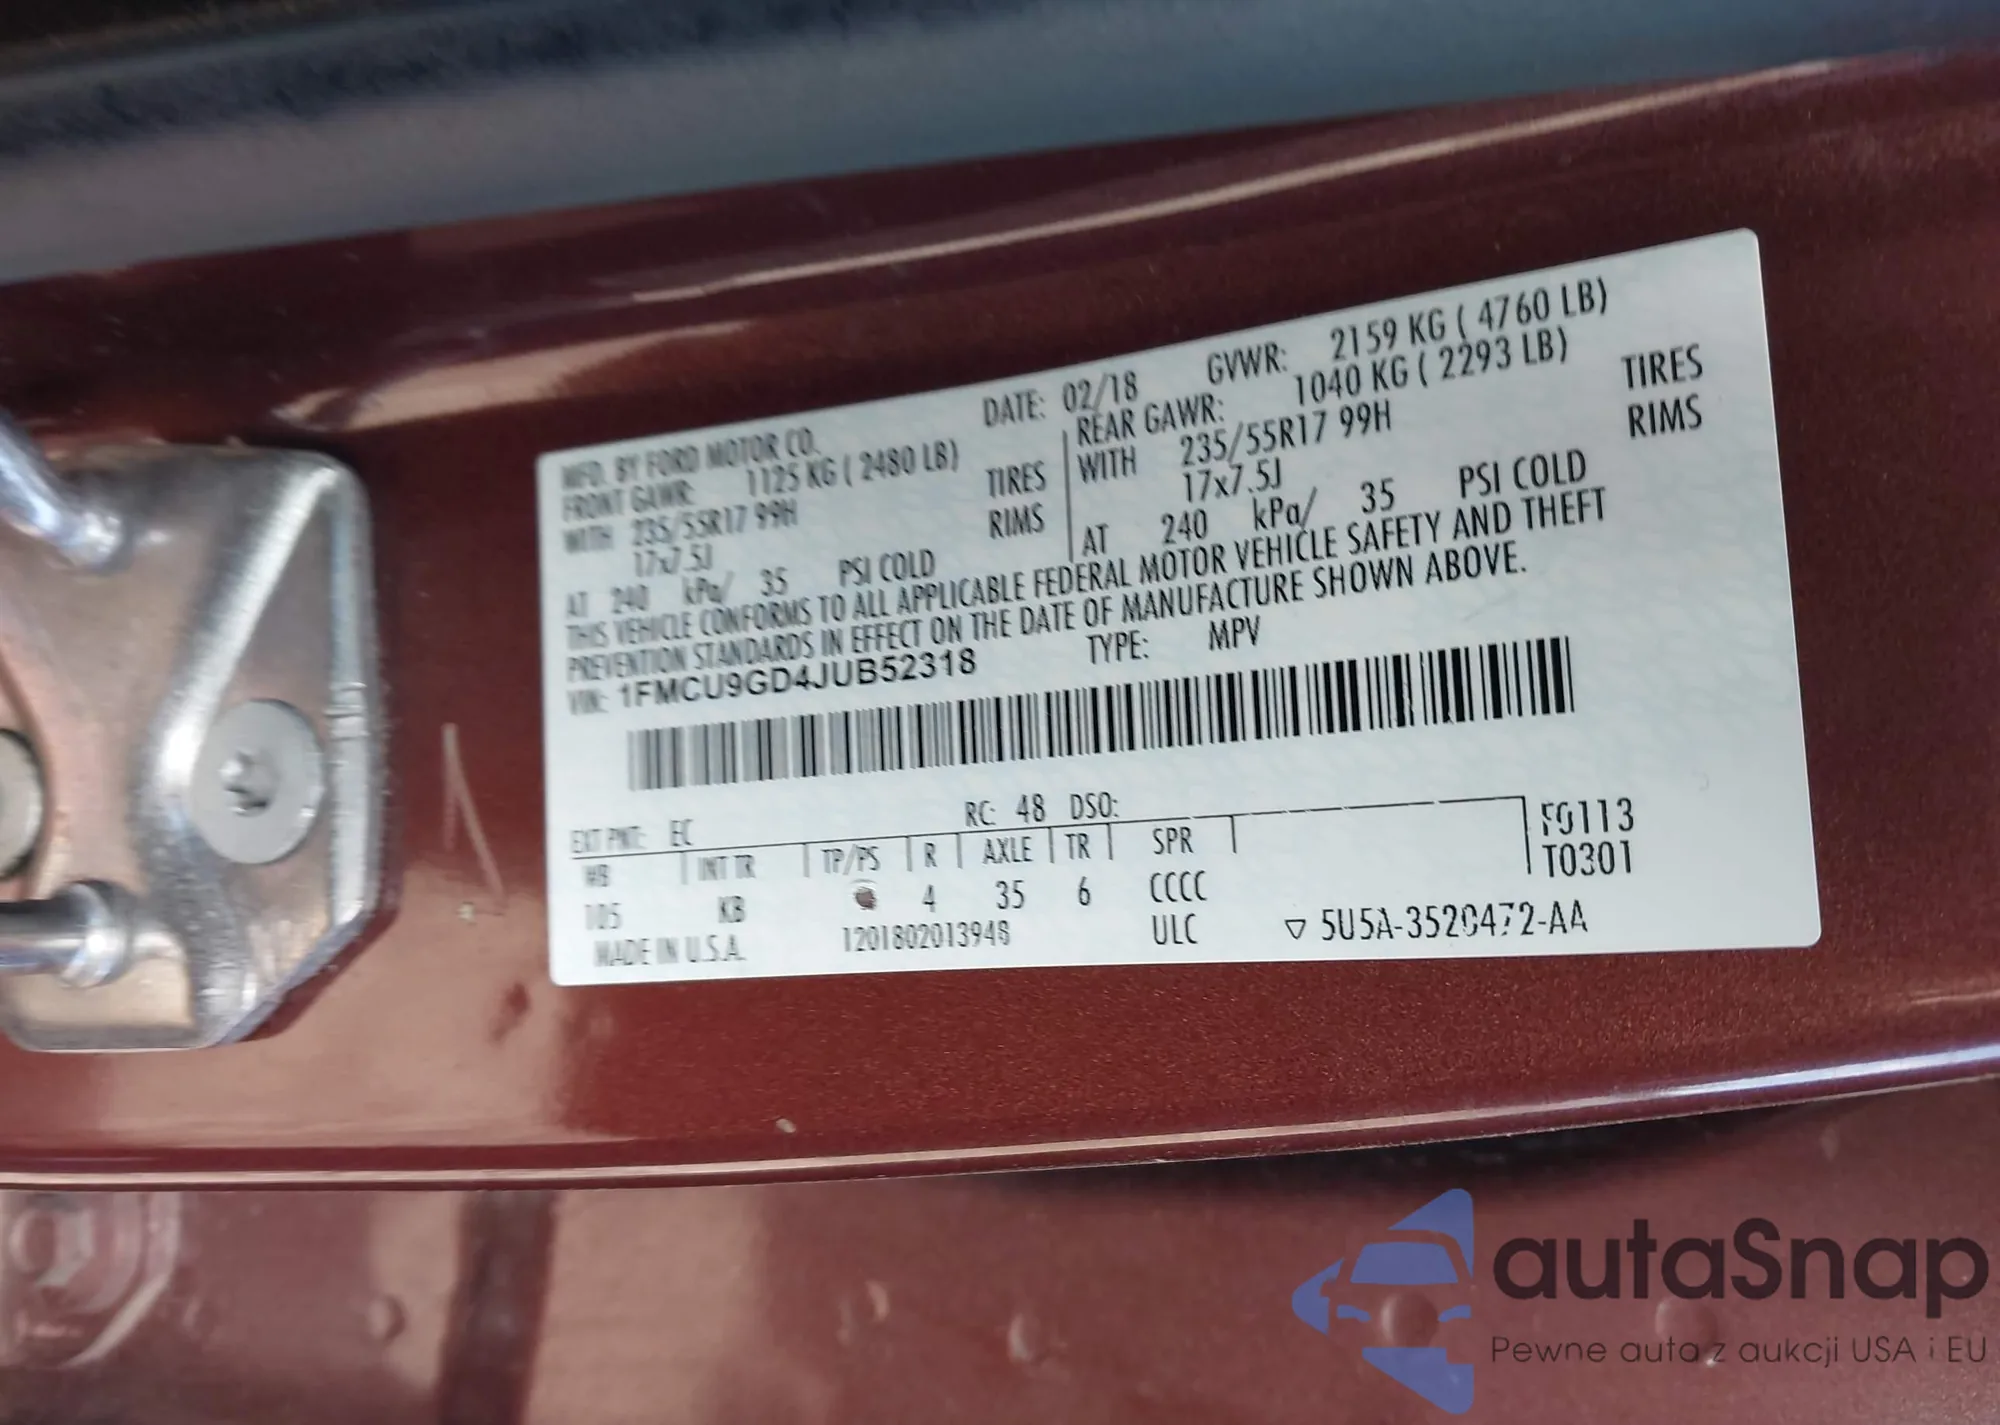 MFD. BY FORD MOTOR CO. DATE: 02/18 GVWR: 2159 KG ( 4760 LB)
FRONT GAWR: 1125 KG ( 2480 LB) REAR GAWR: 1040 KG ( 2293 LB)
WITH 235/55R17 99H TIRES WITH 235/55R17 99H TIRES
17x7.5J RIMS 17x7.5J RIMS
AT 240 kPa/ 35 PSI COLD AT 240 kPa/ 35 PSI COLD
THIS VEHICLE CONFORMS TO ALL APPLICABLE FEDERAL MOTOR VEHICLE SAFETY AND THEFT
PREVENTION STANDARDS IN EFFECT ON THE DATE OF MANUFACTURE SHOWN ABOVE.
VIN: 1FMCU9GD4JUB52318 TYPE: MPV
EXT PNT: EC RC: 48 DSO: F0113
WB INT TR TP/PS R AXLE TR SPR T0301
105 KB 4 35 6 CCCC
MADE IN U.S.A. 1201802013948 ULC 5U5A-3520472-AA
autaSnap
Pewne auta z aukcji USA i EU